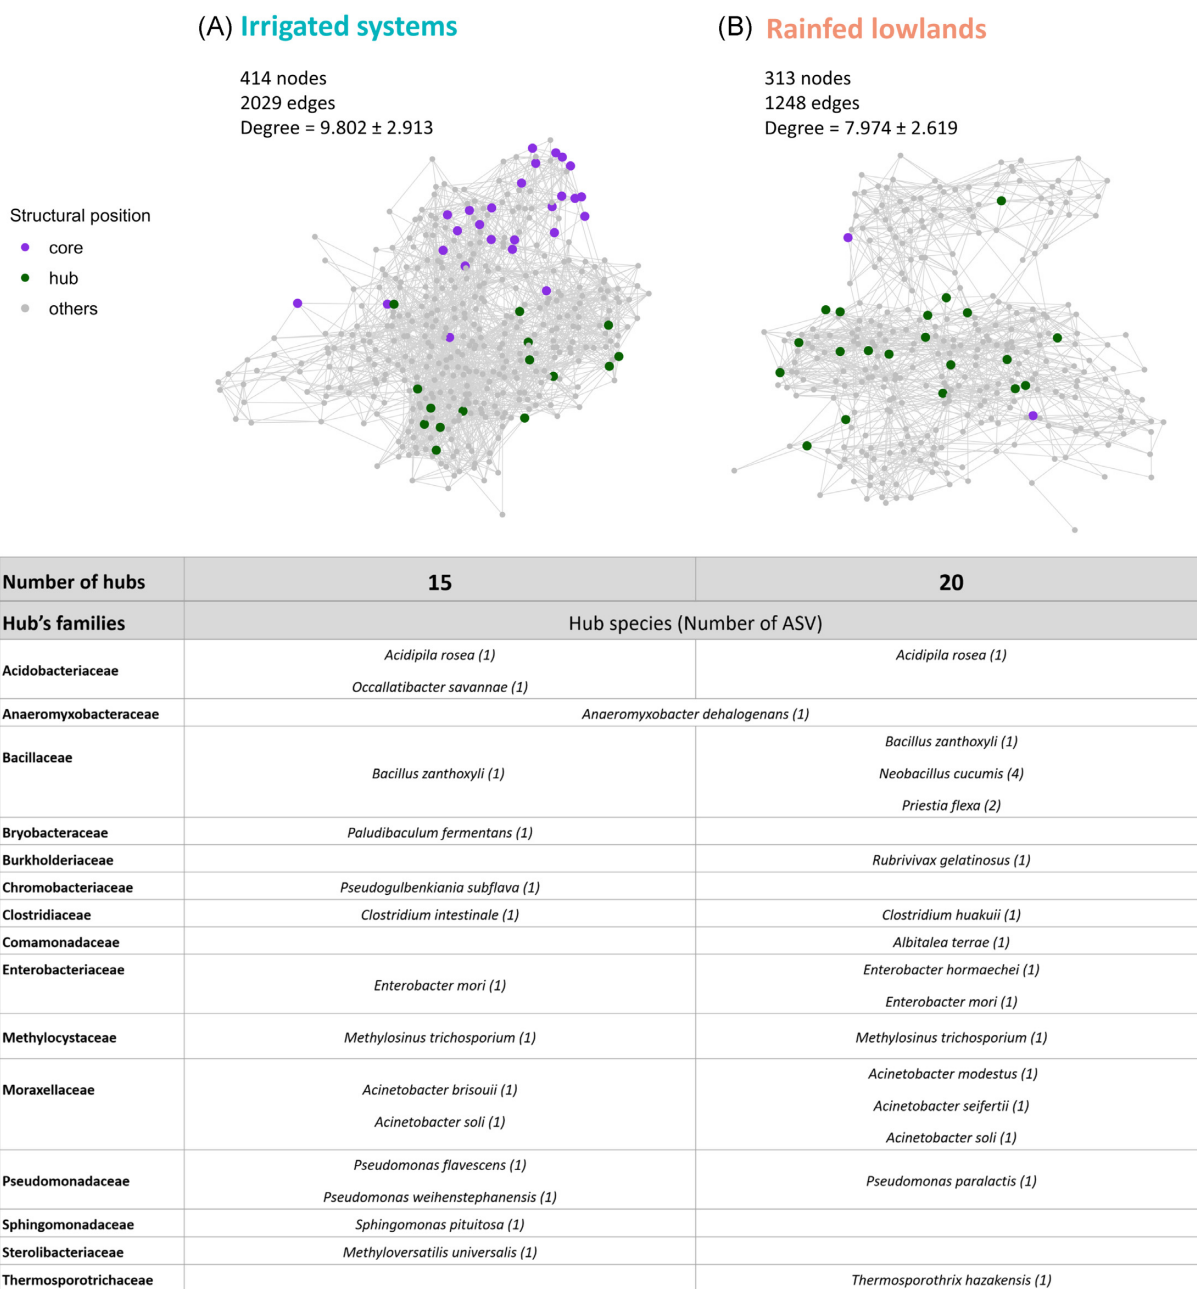 (A) Irrigated systems
414 nodes
2029 edges
Degree = 9.802 ± 2.913
(B) Rainfed lowlands
313 nodes
1248 edges
Degree = 7.974 ± 2.619
Structural position
core
hub
others
Number of hubs 15 20
Hub's families Hub species (Number of ASV)
Acidobacteriaceae
Acidipila rosea (1)
Occallatibacter savannae (1)
Acidipila rosea (1)
Anaeromyxobacteraceae Anaeromyxobacter dehalogenans (1)
Bacillaceae
Bacillus zanthoxyli (1)
Bacillus zanthoxyli (1)
Neobacillus cucumis (4)
Priestia flexa (2)
Bryobacteraceae Paludibaculum fermentans (1)
Burkholderiaceae Rubrivivax gelatinosus (1)
Chromobacteriaceae Pseudogulbenkiania subflava (1)
Clostridiaceae Clostridium intestinale (1) Clostridium huakuii (1)
Comamonadaceae Albitalea terrae (1)
Enterobacteriaceae
Enterobacter mori (1)
Enterobacter hormaechei (1)
Enterobacter mori (1)
Methylocystaceae Methylosinus trichosporium (1) Methylosinus trichosporium (1)
Moraxellaceae
Acinetobacter brisouii (1)
Acinetobacter soli (1)
Acinetobacter modestus (1)
Acinetobacter seifertii (1)
Acinetobacter soli (1)
Pseudomonadaceae
Pseudomonas flavescens (1)
Pseudomonas weihenstephanensis (1)
Pseudomonas paralactis (1)
Sphingomonadaceae Sphingomonas pituitosa (1)
Sterolibacteriaceae Methyloversatilis universalis (1)
Thermosporotrichaceae Thermosporothrix hazakensis (1)